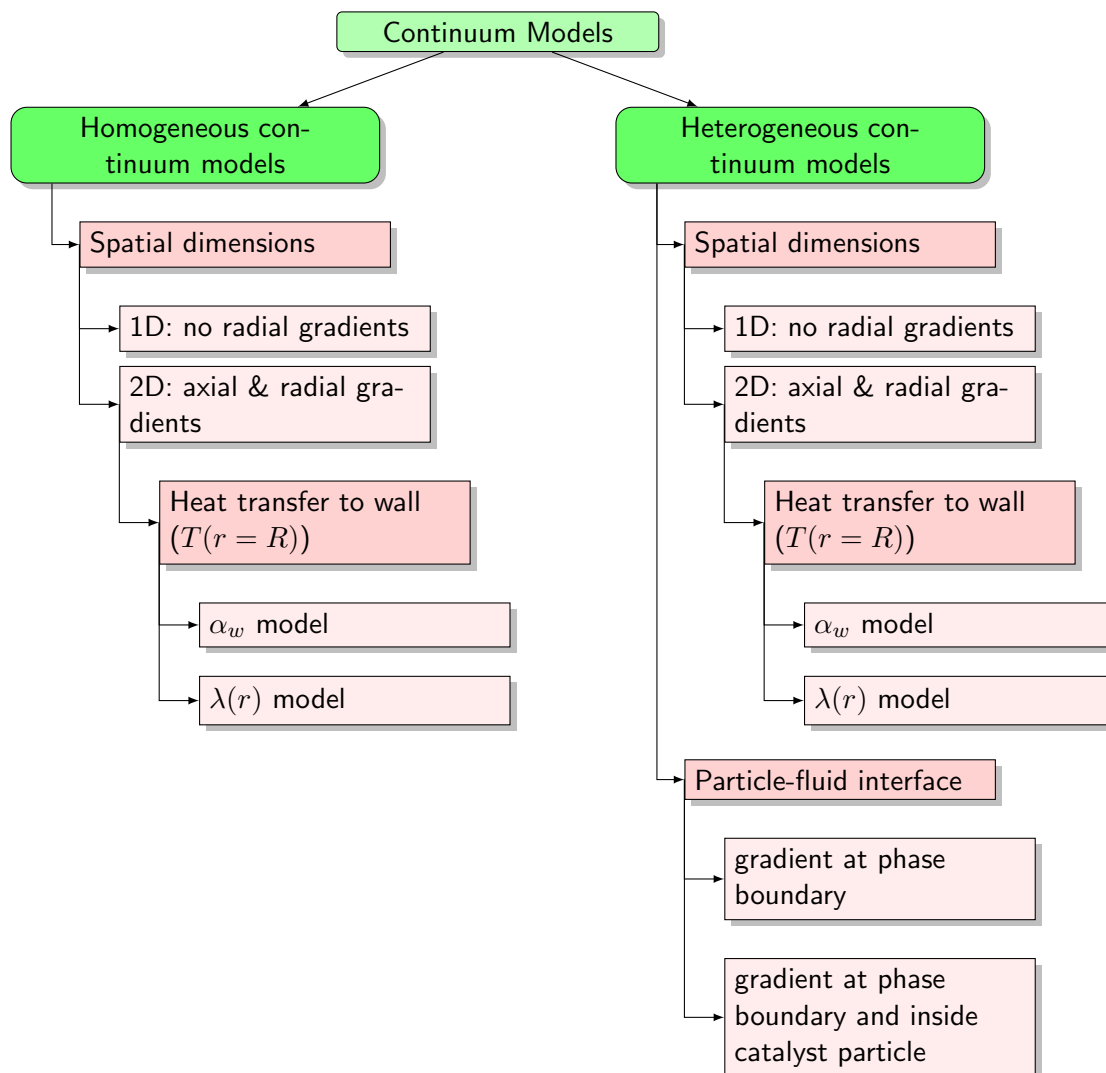 Continuum Models
Homogeneous con-
tinuum models
Spatial dimensions
1D: no radial gradients
2D: axial & radial gra-
dients
Heat transfer to wall
(T(r = R))
α_w model
λ(r) model
Heterogeneous con-
tinuum models
Spatial dimensions
1D: no radial gradients
2D: axial & radial gra-
dients
Heat transfer to wall
(T(r = R))
α_w model
λ(r) model
Particle-fluid interface
gradient at phase
boundary
gradient at phase
boundary and inside
catalyst particle